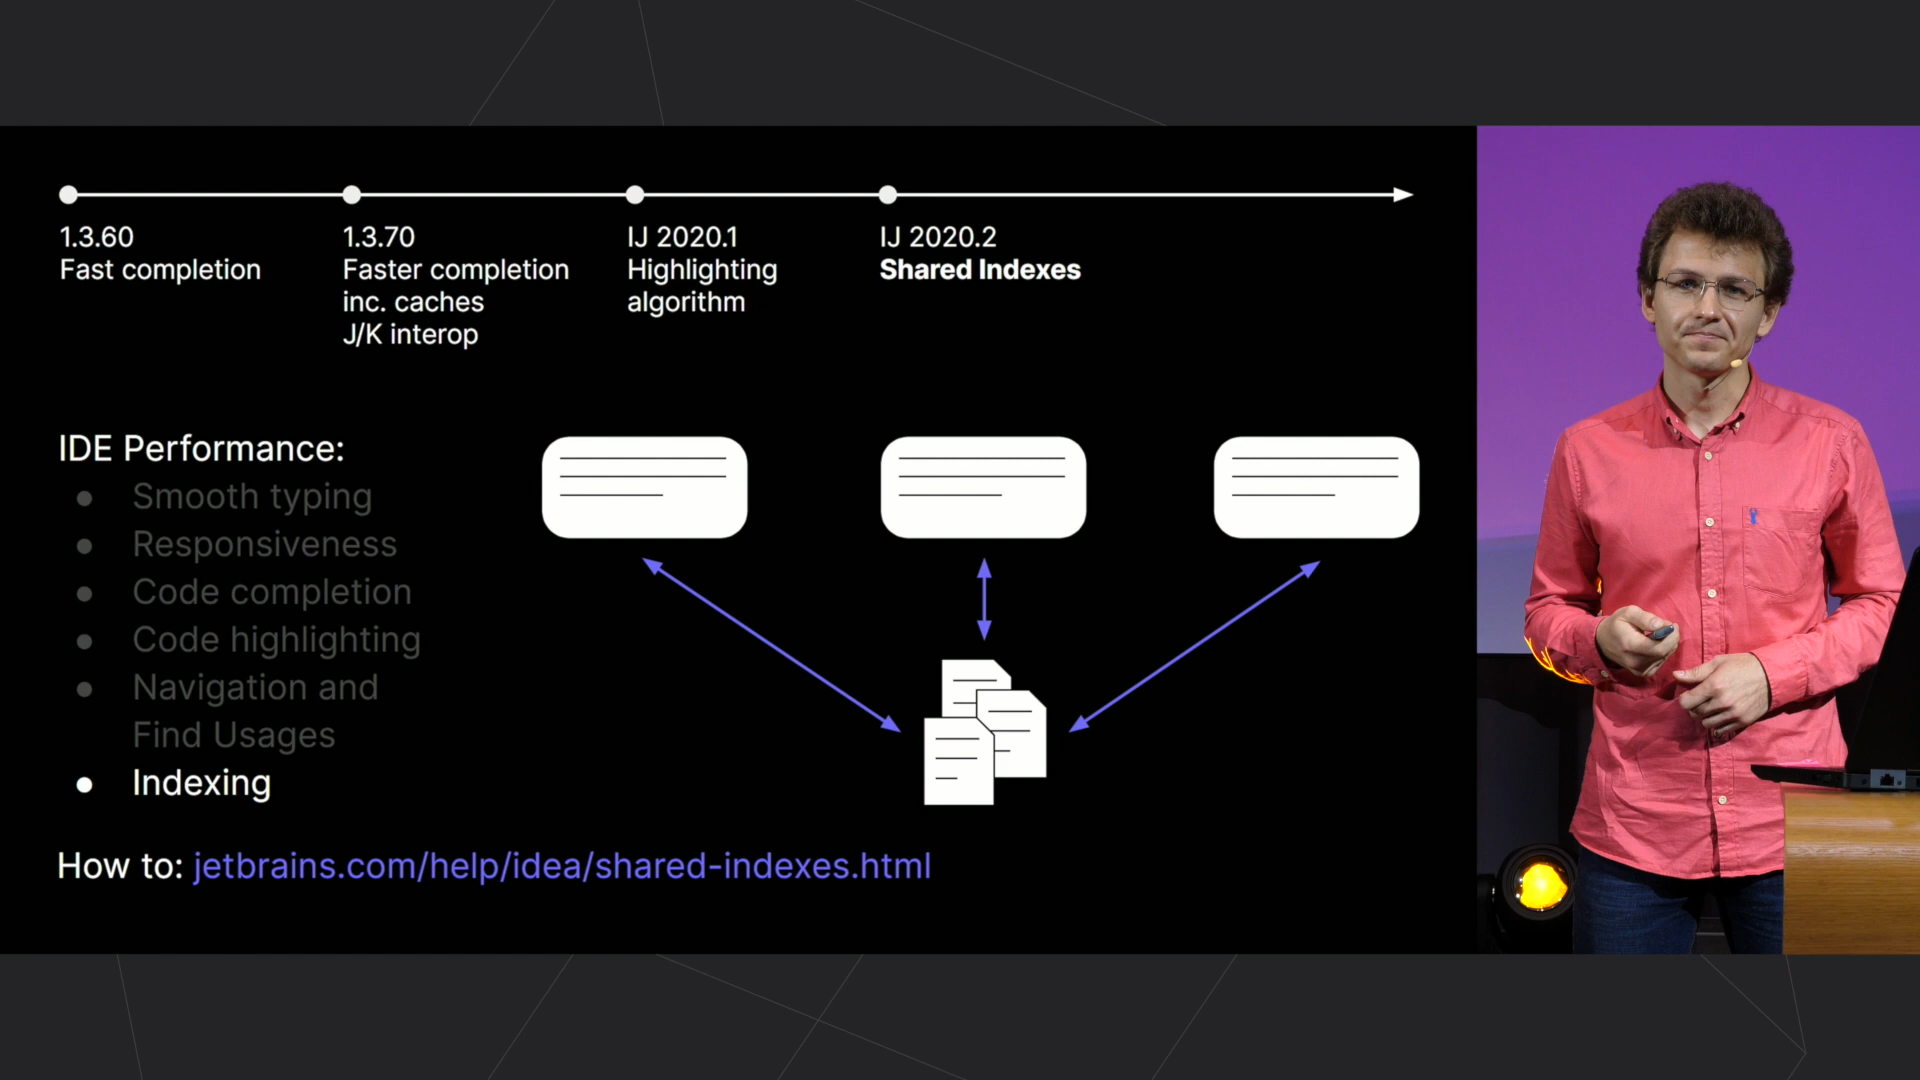 1.3.60
Fast completion
1.3.70
Faster completion
inc. caches
J/K interop
IJ 2020.1
Highlighting
algorithm
IJ 2020.2
Shared Indexes
IDE Performance:
Smooth typing
Responsiveness
Code completion
Code highlighting
Navigation and
Find Usages
Indexing
How to: jetbrains.com/help/idea/shared-indexes.html